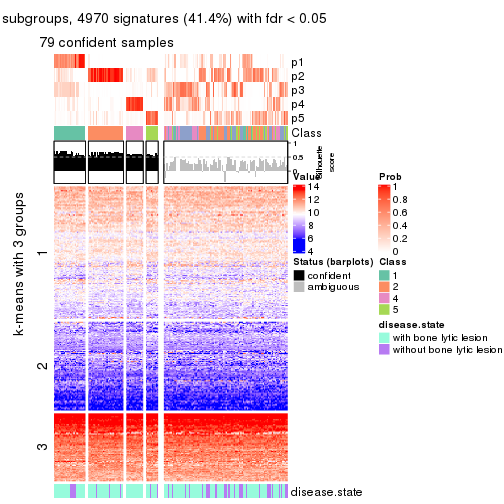 subgroups, 4970 signatures (41.4%) with fdr < 0.05
79 confident samples
p1
p2
p3
p4
p5
Class
1
0.5
0
Silhouette
score
k-means with 3 groups
1
2
3
disease.state
Value
14
12
10
8
6
4
Prob
1
0.8
0.6
0.4
0.2
0
Status (barplots)
confident
ambiguous
Class
1
2
4
5
disease.state
with bone lytic lesion
without bone lytic lesion